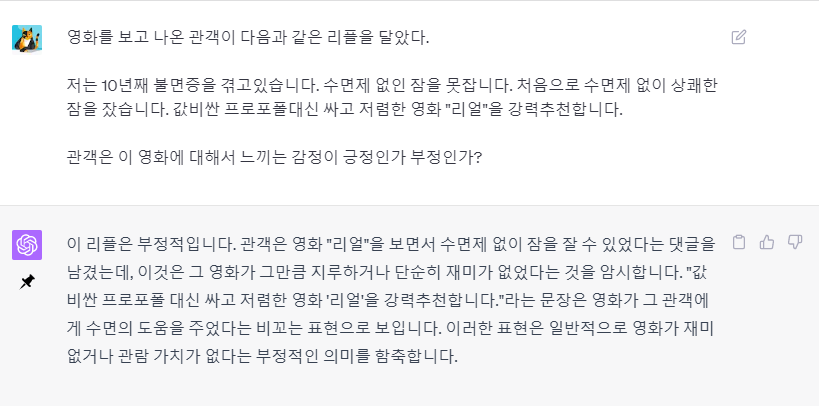 영화를 보고 나온 관객이 다음과 같은 리플을 달았다.
저는 10년째 불면증을 겪고있습니다. 수면제 없인 잠을 못잡니다. 처음으로 수면제 없이 상쾌한
잠을 잤습니다. 값비싼 프로포폴대신 싸고 저렴한 영화 "리얼"을 강력추천합니다.
관객은 이 영화에 대해서 느끼는 감정이 긍정인가 부정인가?
이 리플은 부정적입니다. 관객은 영화 "리얼"을 보면서 수면제 없이 잠을 잘 수 있었다는 댓글을
남겼는데, 이것은 그 영화가 그만큼 지루하거나 단순히 재미가 없었다는 것을 암시합니다. "값
비싼 프로포폴 대신 싸고 저렴한 영화 '리얼'을 강력추천합니다."라는 문장은 영화가 그 관객에
게 수면의 도움을 주었다는 비꼬는 표현으로 보입니다. 이러한 표현은 일반적으로 영화가 재미
없거나 관람 가치가 없다는 부정적인 의미를 함축합니다.